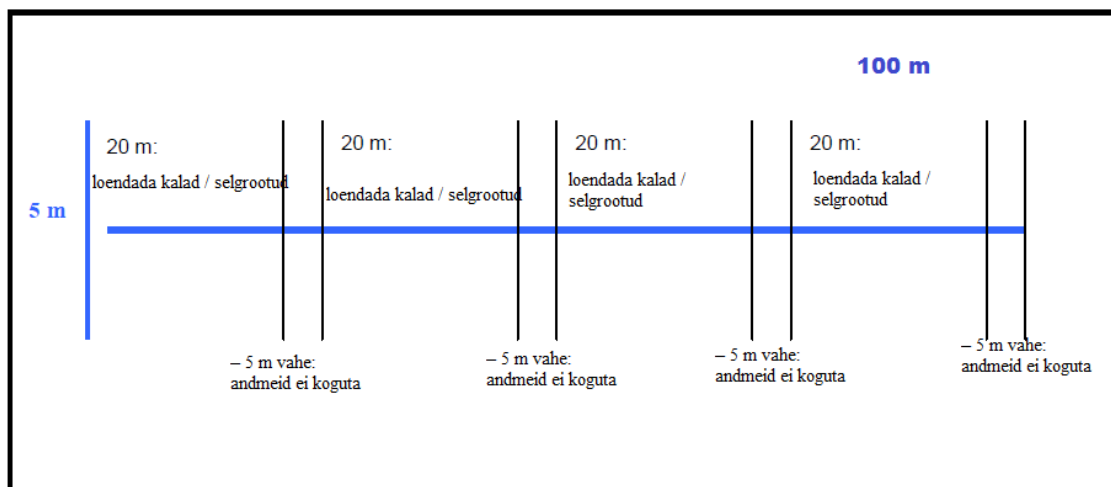 100 m
20 m:
loendada kalad / selgrootud
20 m:
loendada kalad / selgrootud
20 m:
loendada kalad /
selgrootud
20 m:
loendada kalad /
selgrootud
5 m
– 5 m vahe:
andmeid ei koguta
– 5 m vahe:
andmeid ei koguta
– 5 m vahe:
andmeid ei koguta
– 5 m vahe:
andmeid ei koguta